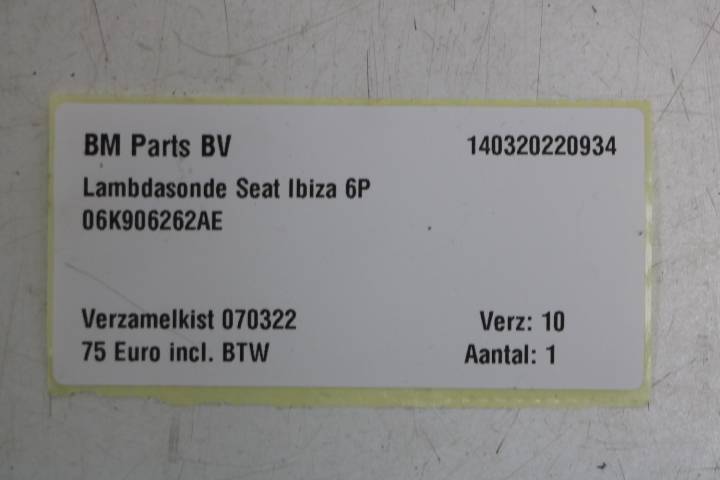 BM Parts BV 140320220934
Lambdasonde Seat Ibiza 6P
06K906262AE
Verzamelkist 070322 Verz: 10
75 Euro incl. BTW Aantal: 1